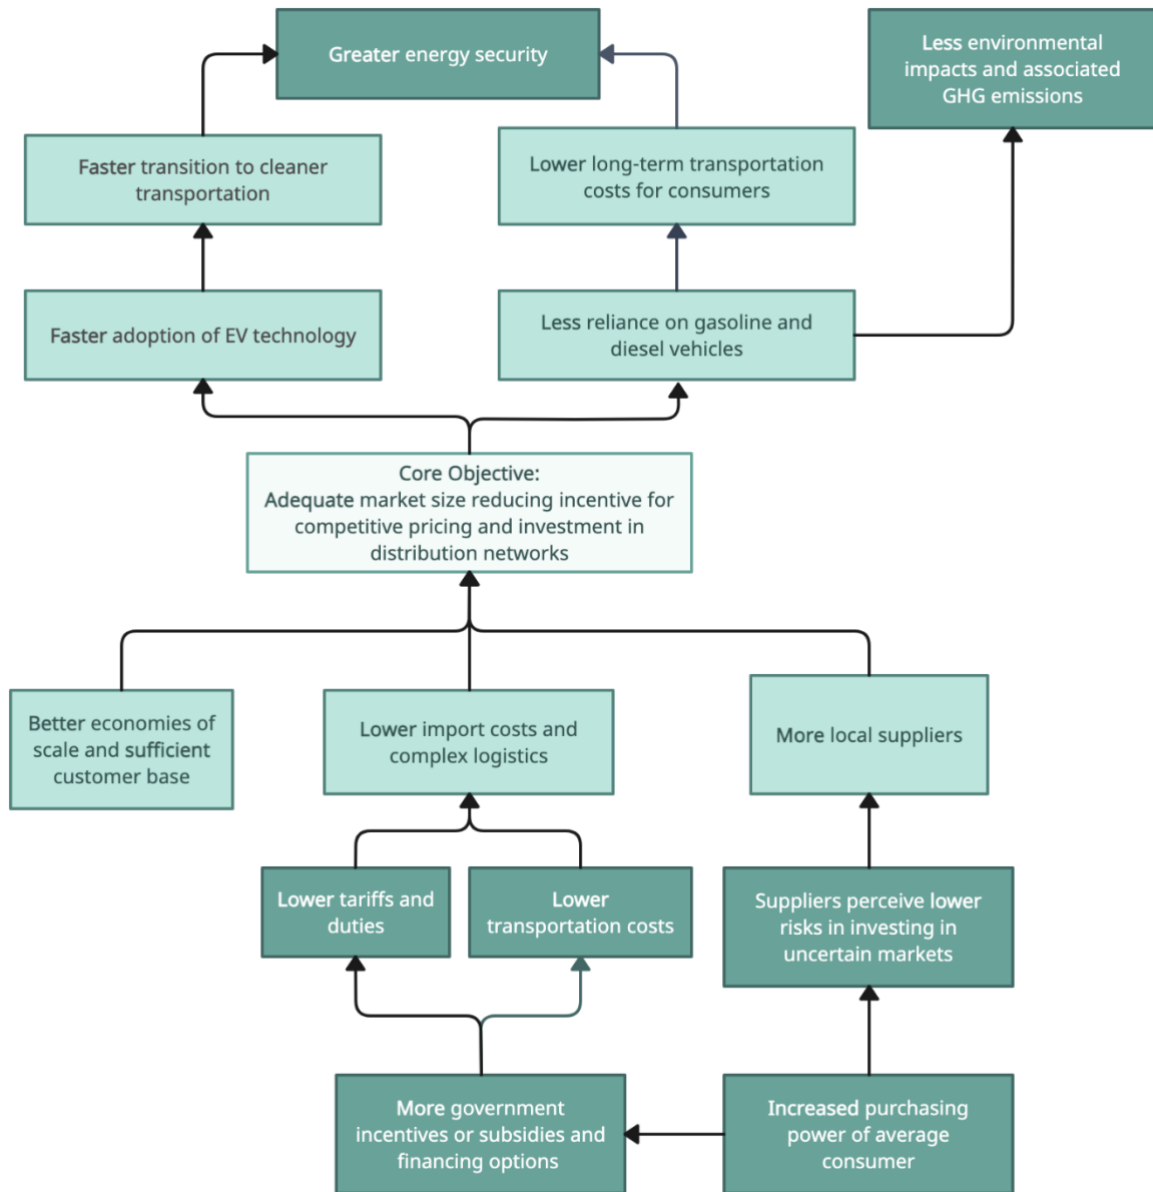 Greater energy security
Less environmental
impacts and associated
GHG emissions
Faster transition to cleaner
transportation
Lower long-term transportation
costs for consumers
Faster adoption of EV technology
Less reliance on gasoline and
diesel vehicles
Core Objective:
Adequate market size reducing incentive for
competitive pricing and investment in
distribution networks
Better economies of
scale and sufficient
customer base
Lower import costs and
complex logistics
More local suppliers
Lower tariffs and
duties
Lower
transportation costs
Suppliers perceive lower
risks in investing in
uncertain markets
More government
incentives or subsidies and
financing options
Increased purchasing
power of average
consumer